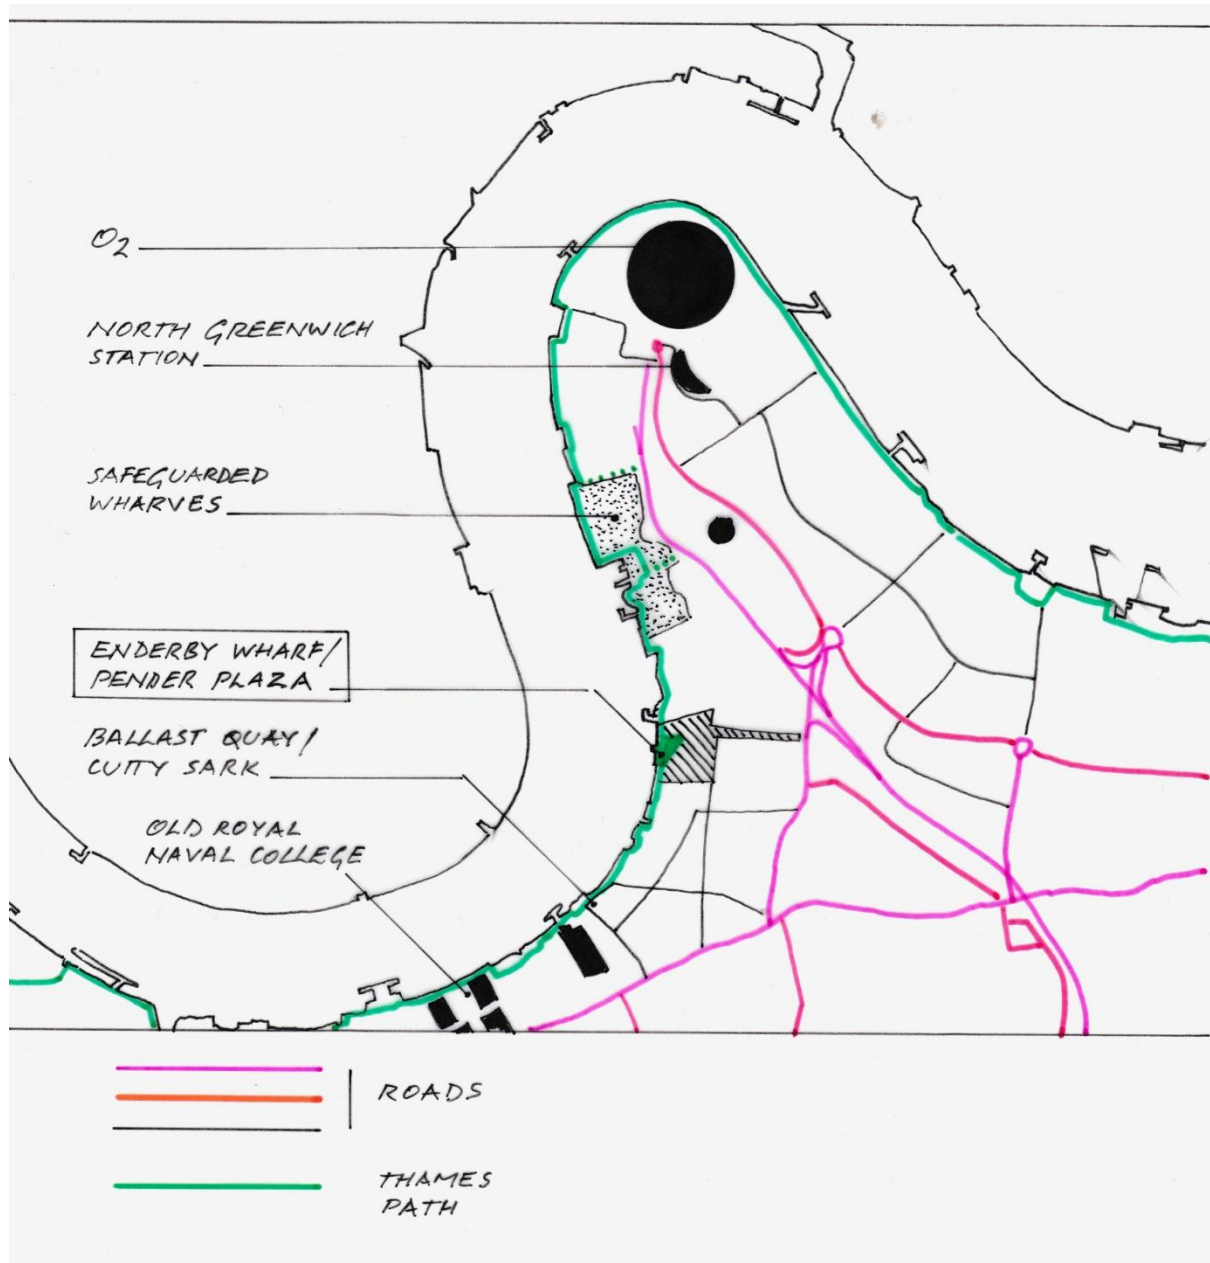 O2
NORTH GREENWICH
STATION
SAFEGUARDED
WHARVES
ENDERBY WHARF/
PENDER PLAZA
BALLAST QUAY/
CUTTY SARK
OLD ROYAL
NAVAL COLLEGE
ROADS
THAMES
PATH